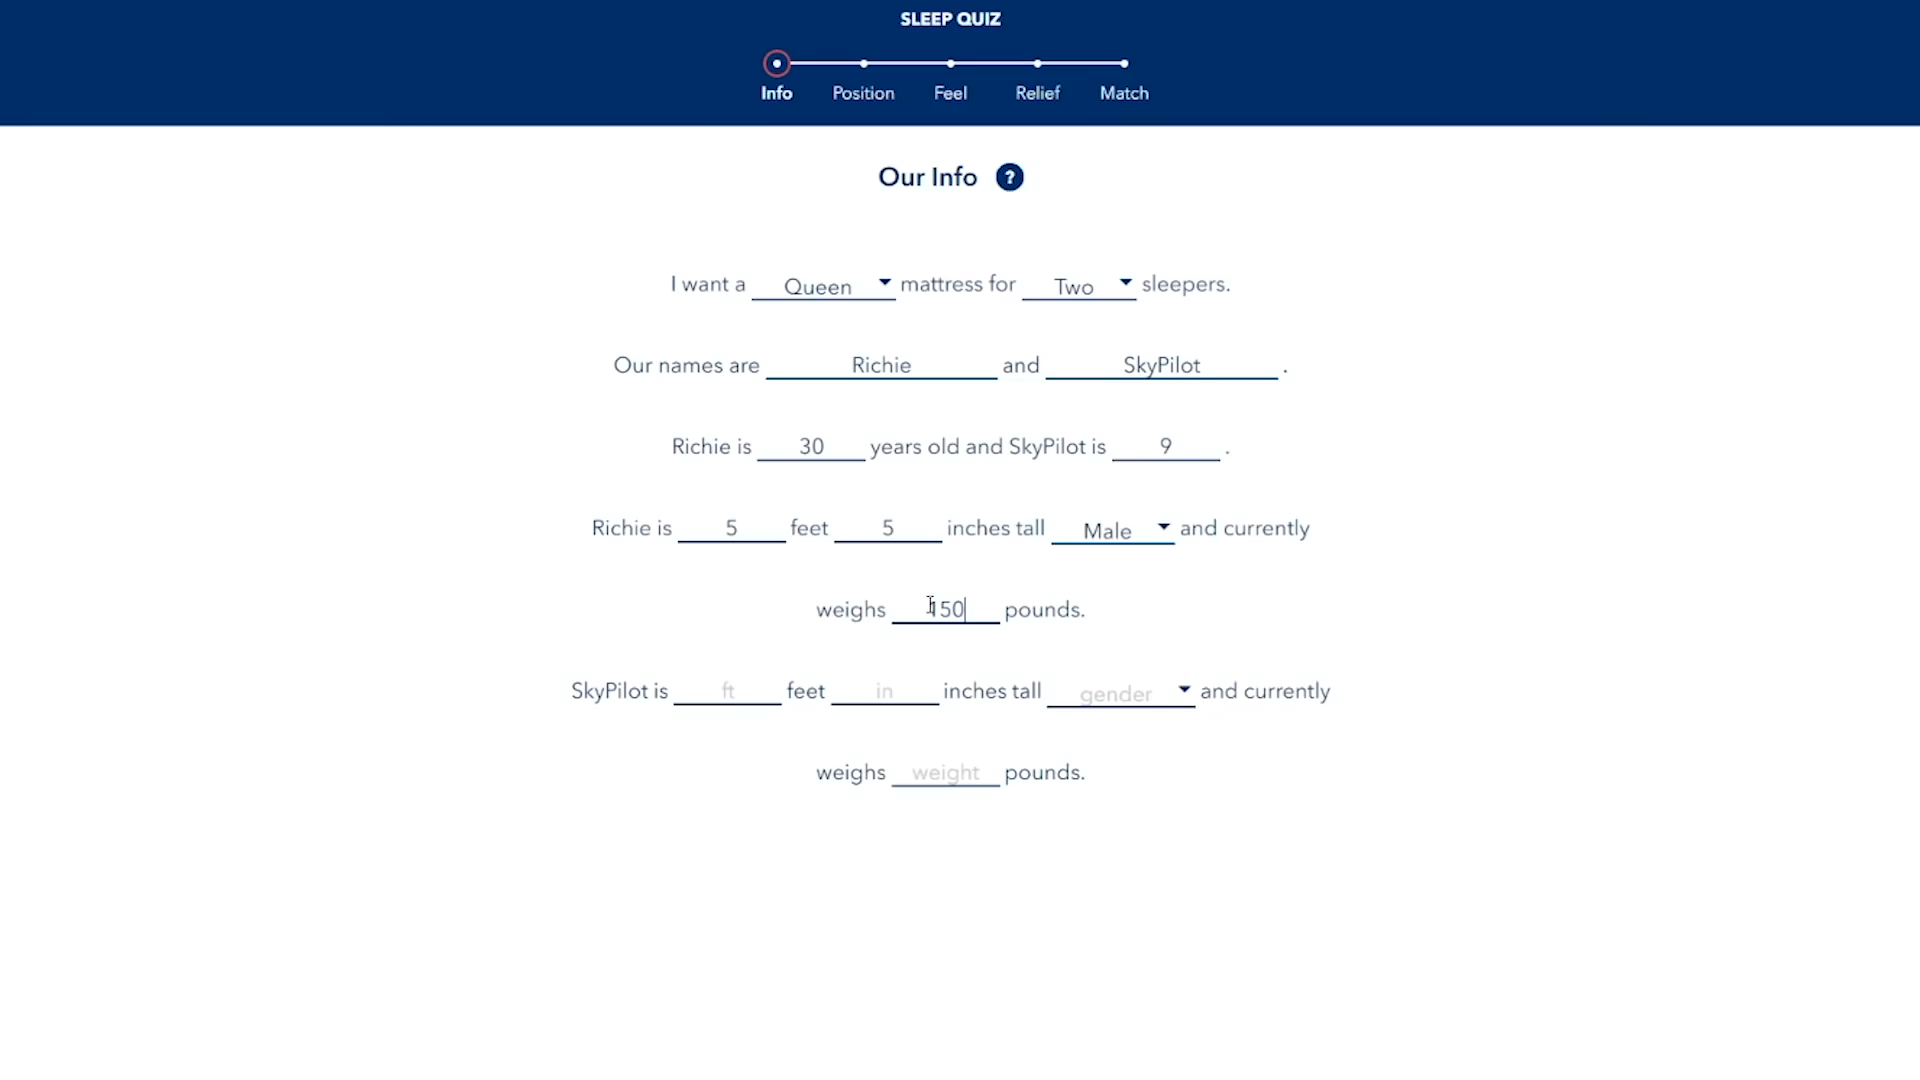 SLEEP QUIZ
Info Position Feel Relief Match
Our Info ?
I want a Queen mattress for Two sleepers.
Our names are Richie and SkyPilot .
Richie is 30 years old and SkyPilot is 9 .
Richie is 5 feet 5 inches tall Male and currently
weighs 150 pounds.
SkyPilot is ft feet in inches tall gender and currently
weighs weight pounds.